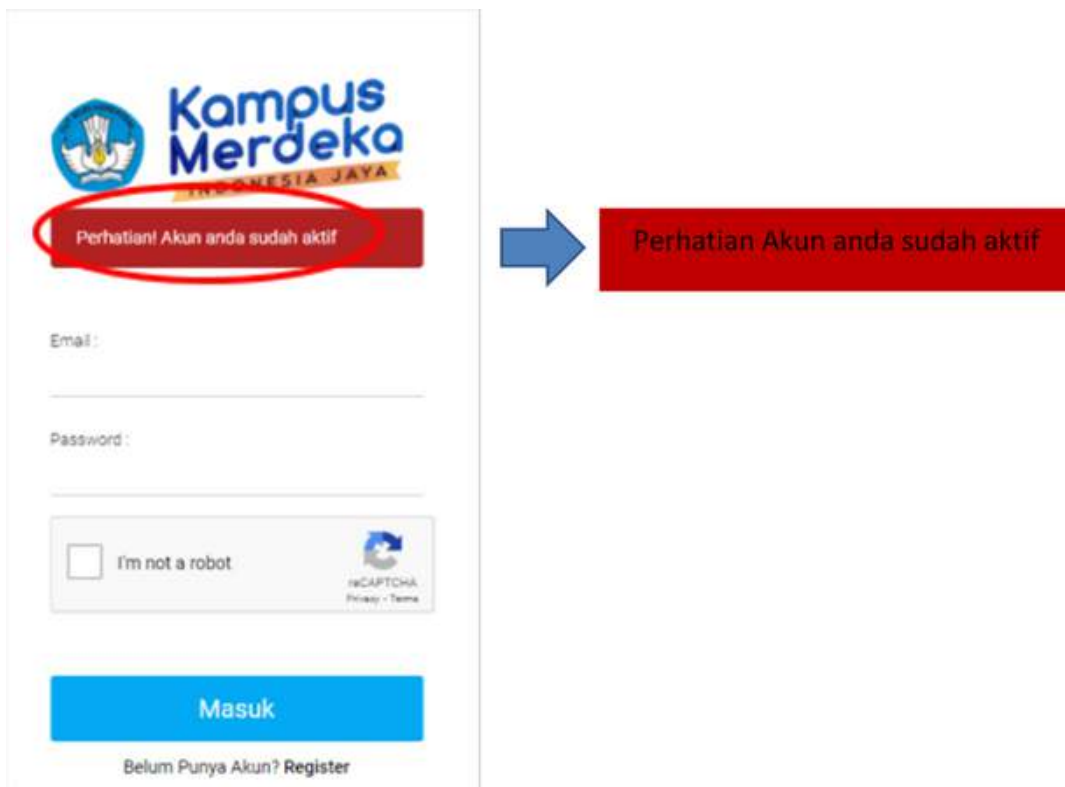 Kampus
Merdeka
INDONESIA JAYA
Perhatian! Akun anda sudah aktif
Perhatian Akun anda sudah aktif
Email :
Password :
I'm not a robot
reCAPTCHA
Privacy - Terms
Masuk
Belum Punya Akun? Register